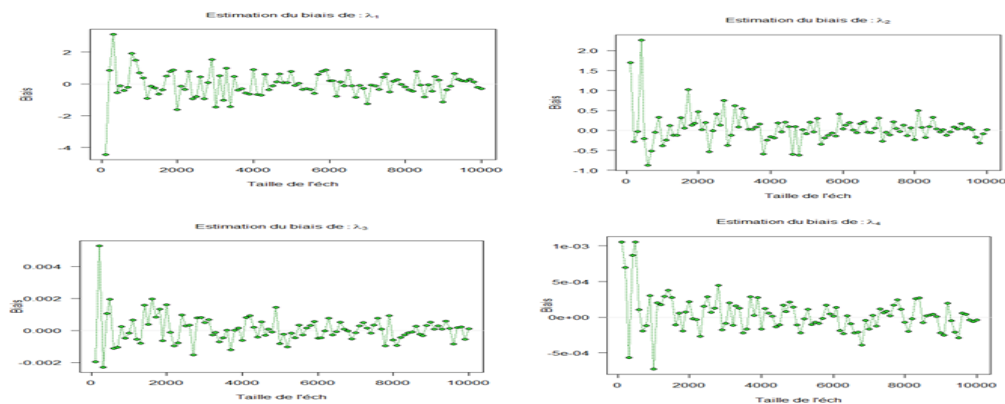 Estimation du biais de : λ₁
Biais
2
0
-2
-4
0
2000
4000
6000
8000
10000
Taille de l'éch
Estimation du biais de : λ₂
Biais
2.0
1.5
1.0
0.5
0.0
-0.5
-1.0
0
2000
4000
6000
8000
10000
Taille de l'éch
Estimation du biais de : λ₃
Biais
0.004
0.002
0.000
-0.002
0
2000
4000
6000
8000
10000
Taille de l'éch
Estimation du biais de : λ₄
Biais
1e-03
5e-04
0e+00
-5e-04
0
2000
4000
6000
8000
10000
Taille de l'éch